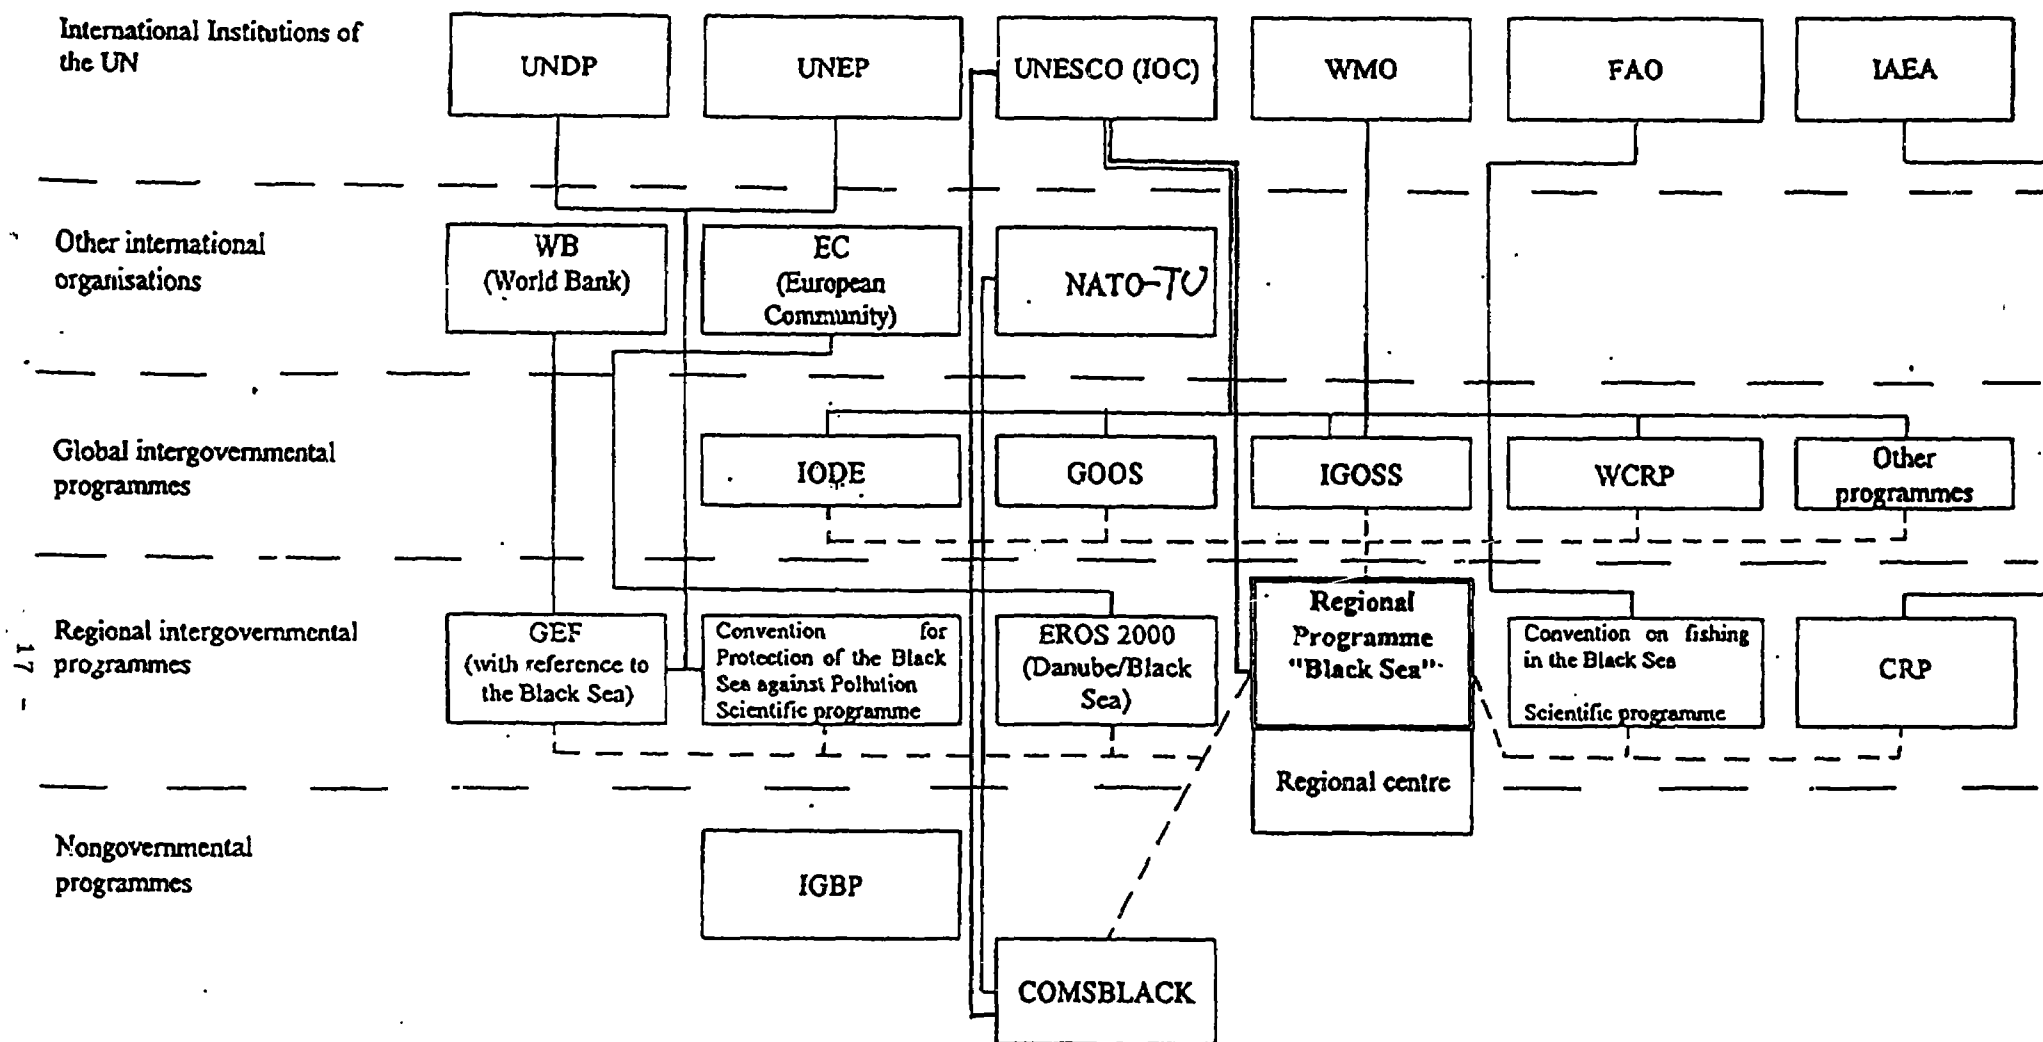 International Institutions of
the UN
UNDP
UNEP
UNESCO (IOC)
WMO
FAO
IAEA
Other international
organisations
WB
(World Bank)
EC
(European
Community)
NATO-TU
Global intergovernmental
programmes
IODE
GOOS
IGOSS
WCRP
Other
programmes
Regional intergovernmental
programmes
GEF
(with reference to
the Black Sea)
Convention for
Protection of the Black
Sea against Pollution
Scientific programme
EROS 2000
(Danube/Black
Sea)
Regional
Programme
"Black Sea"
Regional centre
Convention on fishing
in the Black Sea
Scientific programme
CRP
Nongovernmental
programmes
IGBP
COMSBLACK
17 -